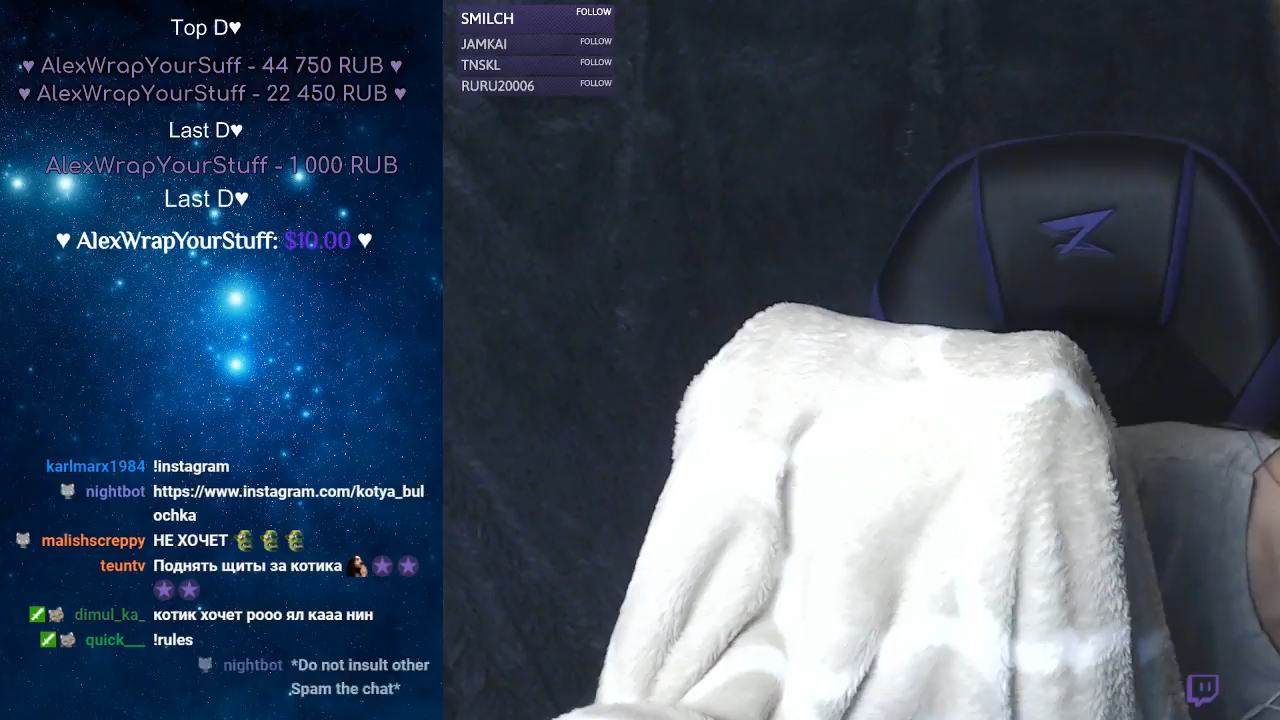 Top D♥
♥ AlexWrapYourSuff - 44 750 RUB ♥
♥ AlexWrapYourStuff - 22 450 RUB ♥
Last D♥
AlexWrapYourStuff - 1 000 RUB
Last D♥
♥ AlexWrapYourStuff: $10.00 ♥
SMILCH FOLLOW
JAMKAI FOLLOW
TNSKL FOLLOW
RURU20006 FOLLOW
karlmarx1984 !instagram
nightbot https://www.instagram.com/kotya_bul
ochka
malishscreppy НЕ ХОЧЕТ
teuntv Поднять щиты за котика
dimul_ka_ котик хочет рооо ял кааа нин
quick___ !rules
nightbot *Do not insult other
Spam the chat*